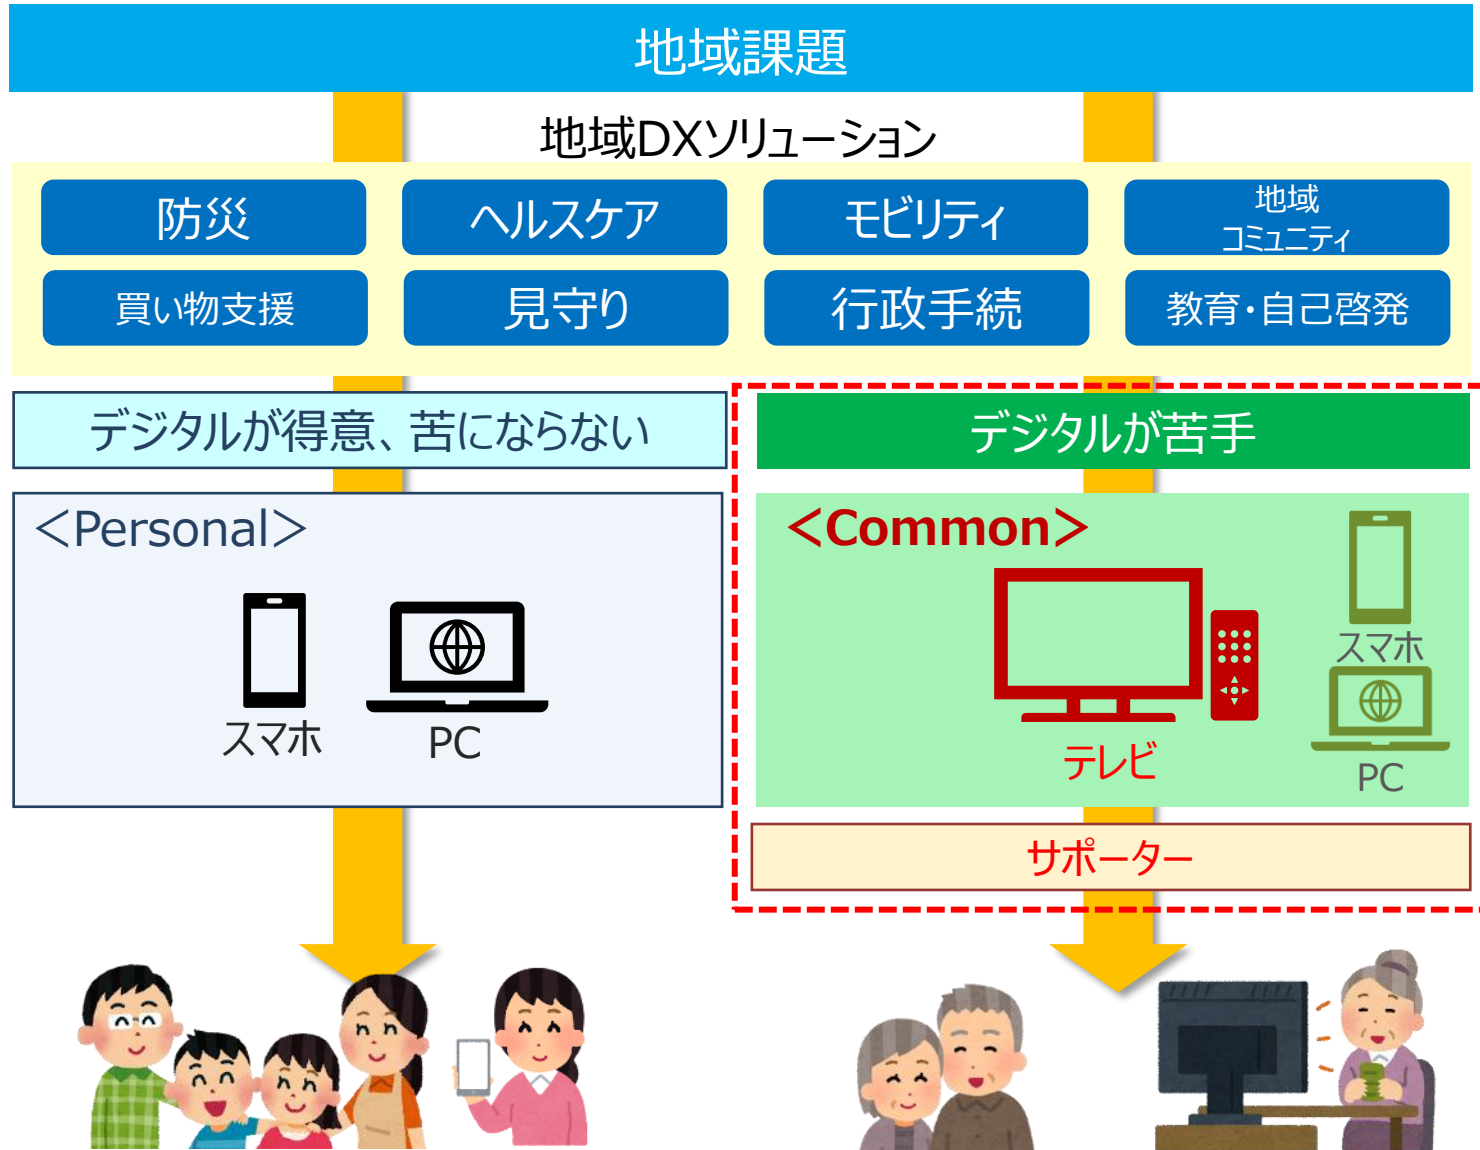 地域課題
地域DXソリューション
防災
ヘルスケア
モビリティ
地域
コミュニティ
買い物支援
見守り
行政手続
教育・自己啓発
デジタルが得意、苦にならない
<Personal>
スマホ
PC
デジタルが苦手
<Common>
テレビ
スマホ
PC
サポーター